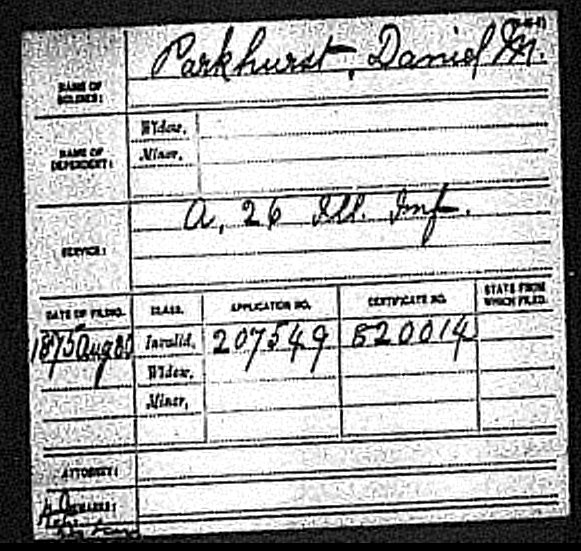 Parkhurst, Daniel M.
NAME OF
SOLDIER:
NAME OF
DEPENDENT:
Widow,
Minor,
SERVICE:
A, 26 Ill. Inf.
DATE OF FILING.
CLASS.
APPLICATION NO.
CERTIFICATE NO.
STATE FROM
WHICH FILED.
1875 Aug 30
Invalid,
207549
520014
Widow,
Minor,
ATTORNEY:
REMARKS: